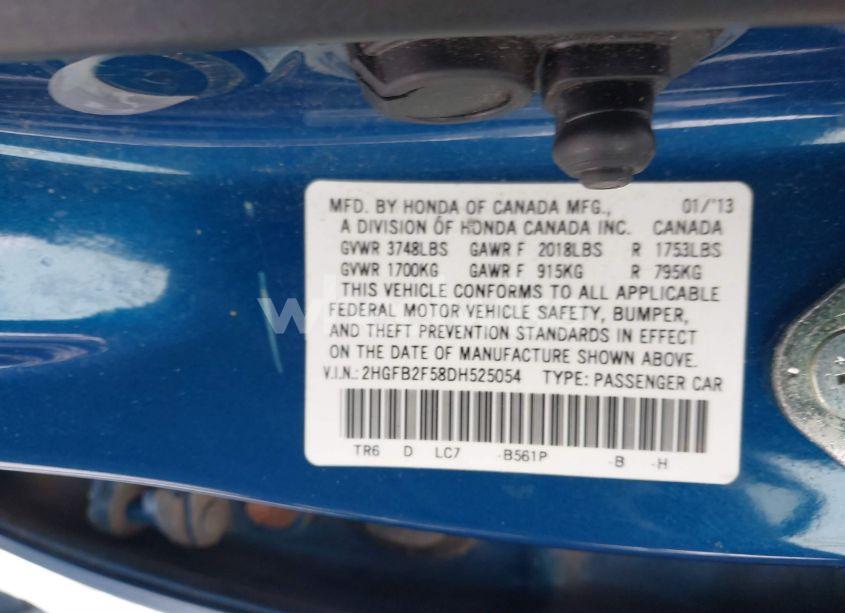 MFD. BY HONDA OF CANADA MFG., 01/'13
A DIVISION OF HONDA CANADA INC. CANADA
GVWR 3748LBS GAWR F 2018LBS R 1753LBS
GVWR 1700KG GAWR F 915KG R 795KG
THIS VEHICLE CONFORMS TO ALL APPLICABLE
FEDERAL MOTOR VEHICLE SAFETY, BUMPER,
AND THEFT PREVENTION STANDARDS IN EFFECT
ON THE DATE OF MANUFACTURE SHOWN ABOVE.
V.I.N.: 2HGFB2F58DH525054 TYPE: PASSENGER CAR
TR6 D LC7 -B561P -B -H